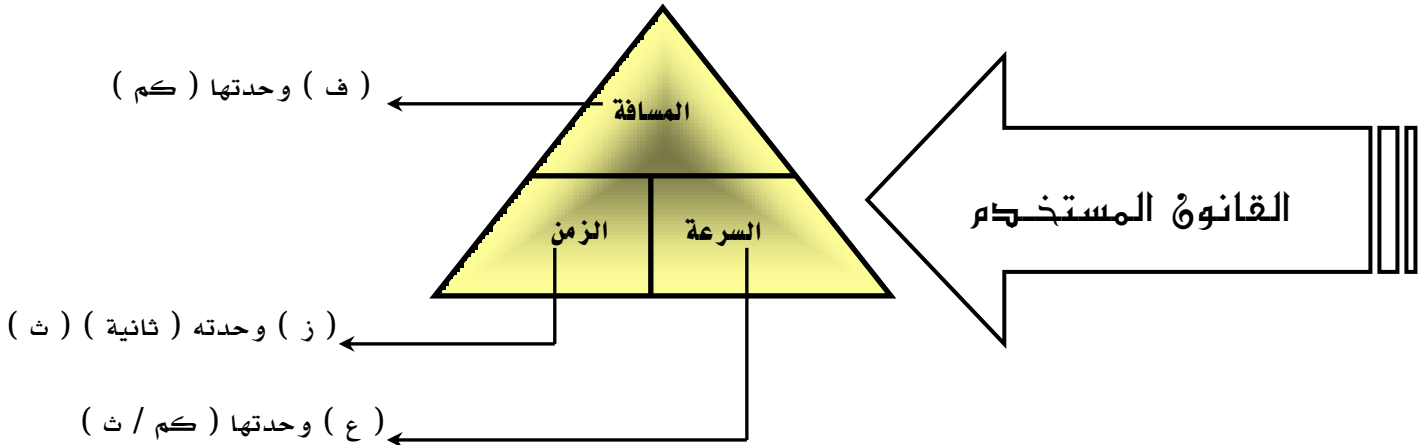 ( ف ) وحدتها ( كم )
المسافة
القانون المستخدم
السرعة
الزمن
( ز ) وحدته ( ثانية ) ( ث )
( ع ) وحدتها ( كم / ث )